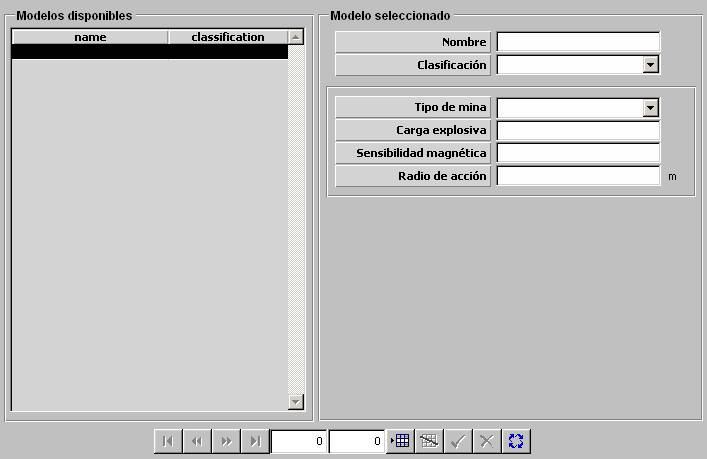 Modelos disponibles
name classification
Modelo seleccionado
Nombre
Clasificación
Tipo de mina
Carga explosiva
Sensibilidad magnética
Radio de acción m
0 0